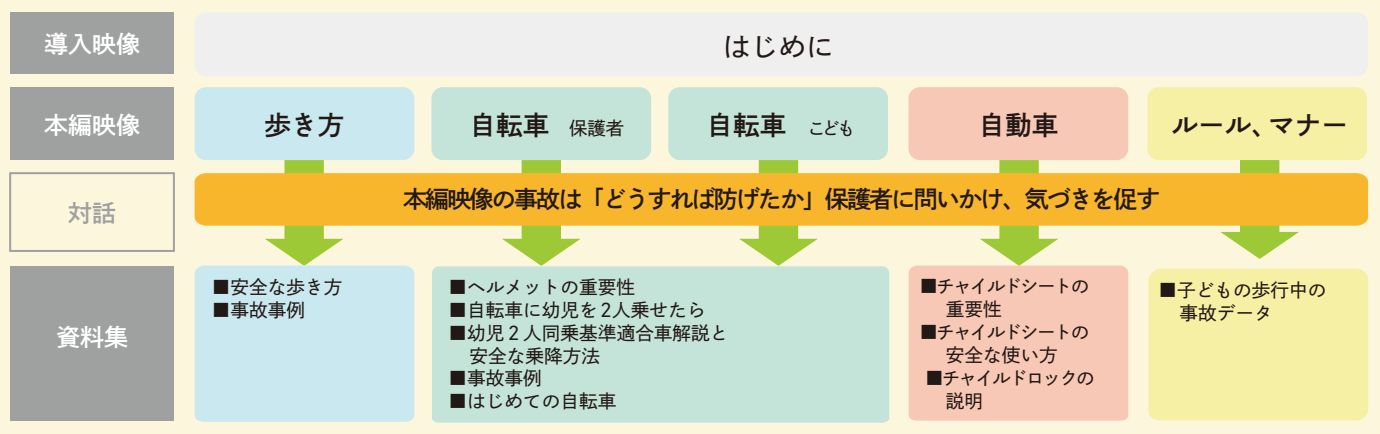 導入映像
はじめに
本編映像
歩き方
自転車 保護者
自転車 こども
自動車
ルール、マナー
対話
本編映像の事故は「どうすれば防げたか」保護者に問いかけ、気づきを促す
資料集
■安全な歩き方
■事故事例
■ヘルメットの重要性
■自転車に幼児を2人乗せたら
■幼児2人同乗基準適合車解説と
安全な乗降方法
■事故事例
■はじめての自転車
■チャイルドシートの
重要性
■チャイルドシートの
安全な使い方
■チャイルドロックの
説明
■子どもの歩行中の
事故データ